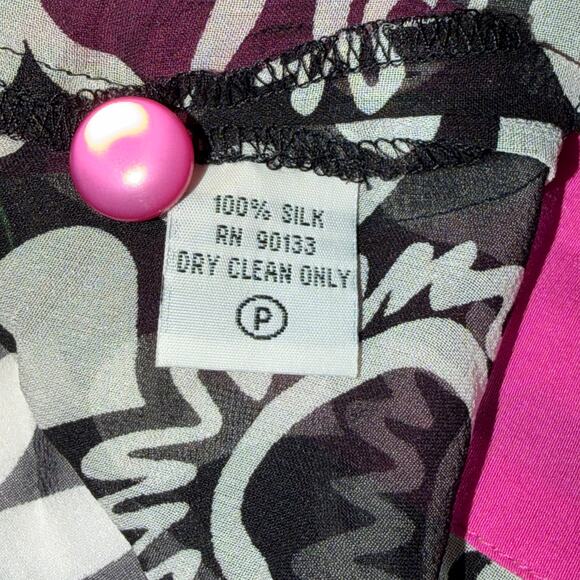 100% SILK
RN 90133
DRY CLEAN ONLY
P